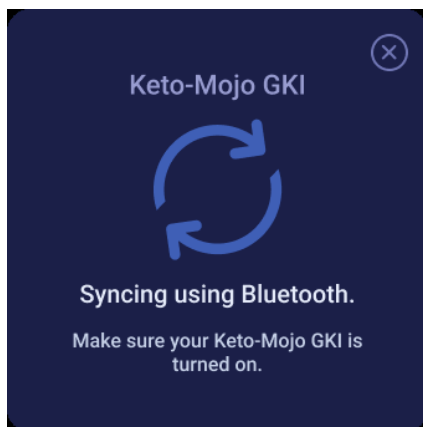 Keto-Mojo GKI
Syncing using Bluetooth.
Make sure your Keto-Mojo GKI is
turned on.